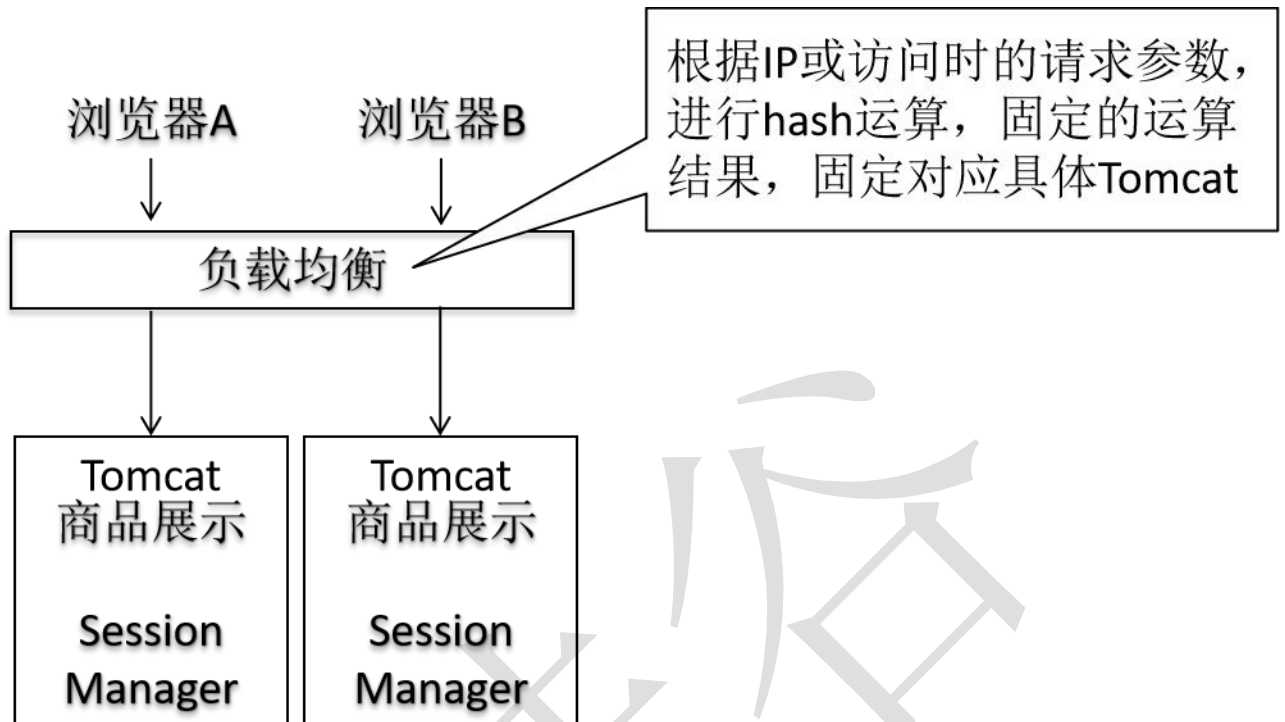 浏览器A
浏览器B
根据IP或访问时的请求参数，
进行hash运算，固定的运算
结果，固定对应具体Tomcat
负载均衡
Tomcat
商品展示
Session
Manager
Tomcat
商品展示
Session
Manager